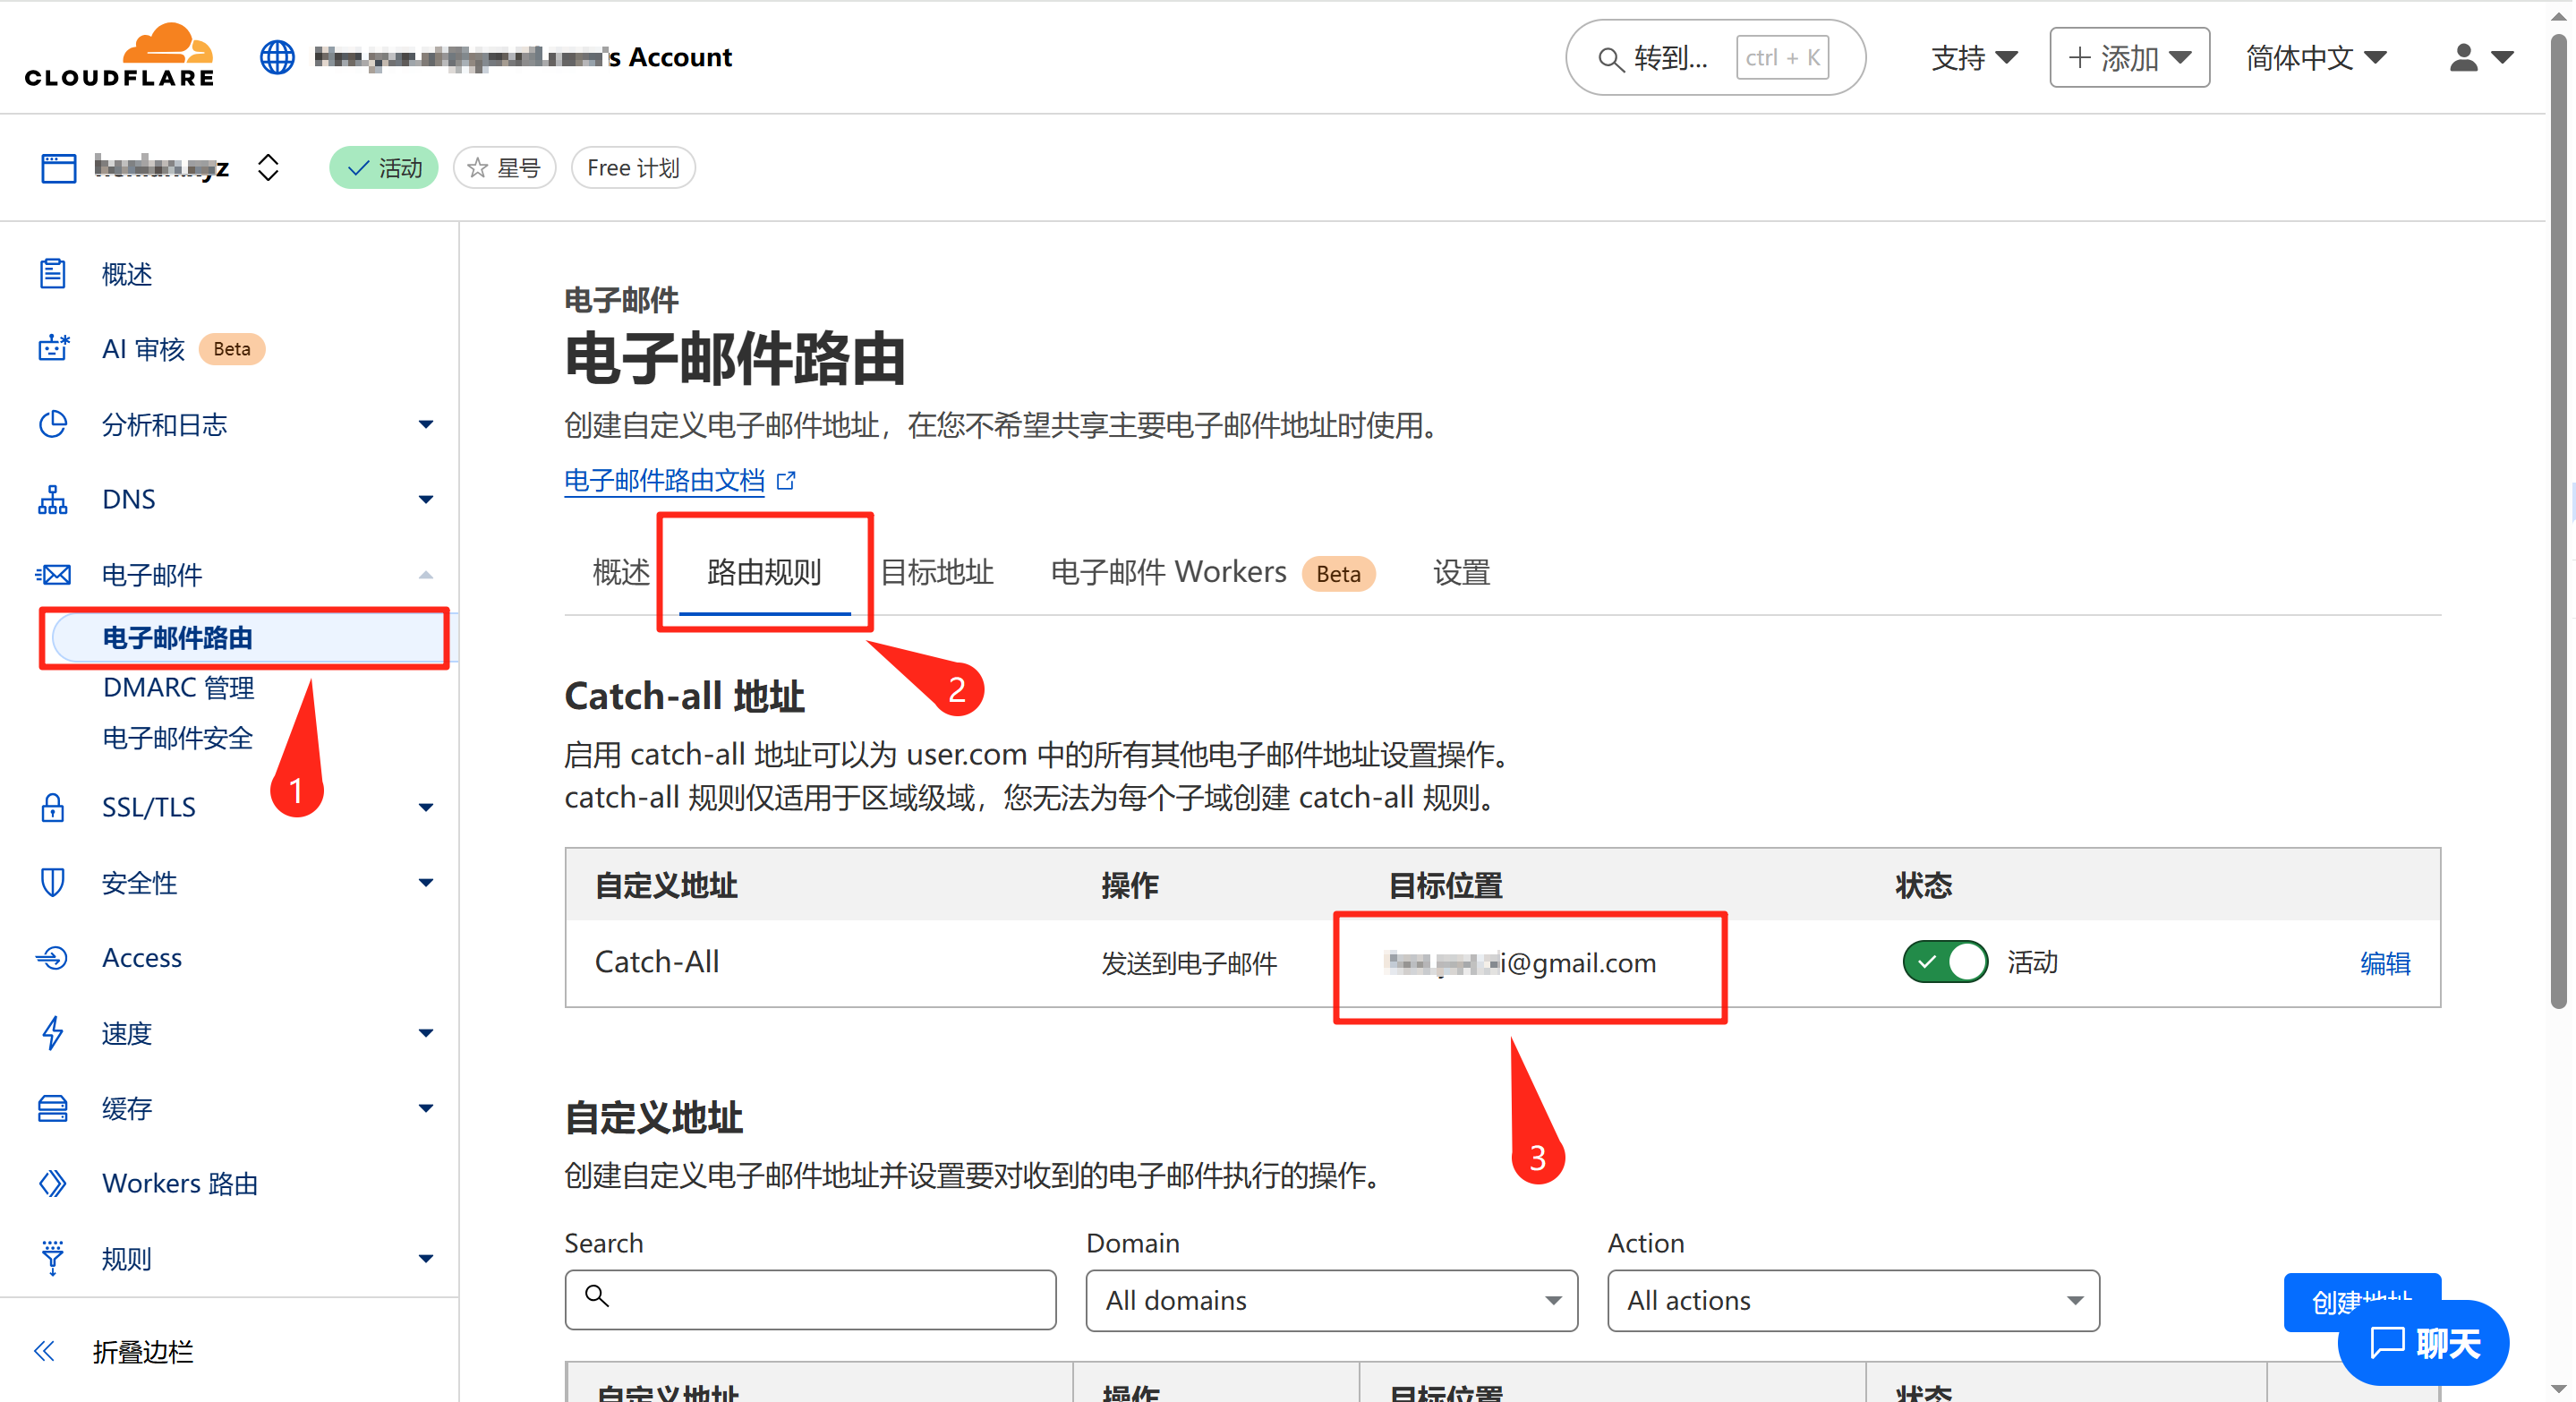 CLOUDFLARE
s Account
转到...
ctrl + K
支持
添加
简体中文
活动
星号
Free 计划
概述
AI 审核 Beta
分析和日志
DNS
电子邮件
电子邮件路由
DMARC 管理
电子邮件安全
1
SSL/TLS
安全性
Access
速度
缓存
Workers 路由
规则
折叠边栏
电子邮件
电子邮件路由
创建自定义电子邮件地址，在您不希望共享主要电子邮件地址时使用。
电子邮件路由文档
概述 路由规则 目标地址 电子邮件 Workers Beta 设置
2
Catch-all 地址
启用 catch-all 地址可以为 user.com 中的所有其他电子邮件地址设置操作。
catch-all 规则仅适用于区域级域，您无法为每个子域创建 catch-all 规则。
自定义地址 操作 目标位置 状态
Catch-All 发送到电子邮件 i@gmail.com 活动 编辑
3
自定义地址
创建自定义电子邮件地址并设置要对收到的电子邮件执行的操作。
Search Domain Action
All domains All actions 创建地址
聊天
自定义地址 操作 目标位置 状态